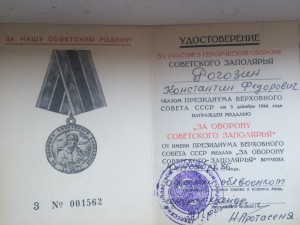 ЗА НАШУ СОВЕТСКУЮ РОДИНУ!
З № 001562
УДОСТОВЕРЕНИЕ
ЗА УЧАСТИЕ В ГЕРОИЧЕСКОЙ ОБОРОНЕ
СОВЕТСКОГО ЗАПОЛЯРЬЯ
Рогозин
Константин Федорович
УКАЗОМ ПРЕЗИДИУМА ВЕРХОВНОГО
СОВЕТА СССР от 5 декабря 1944 года
НАГРАЖДЕН МЕДАЛЬЮ
„ЗА ОБОРОНУ
СОВЕТСКОГО ЗАПОЛЯРЬЯ"
ОТ ИМЕНИ ПРЕЗИДИУМА ВЕРХОВНОГО
СОВЕТА СССР МЕДАЛЬ „ЗА ОБОРОНУ
СОВЕТСКОГО ЗАПОЛЯРЬЯ" ВРУЧЕНА
Н. Протасеня